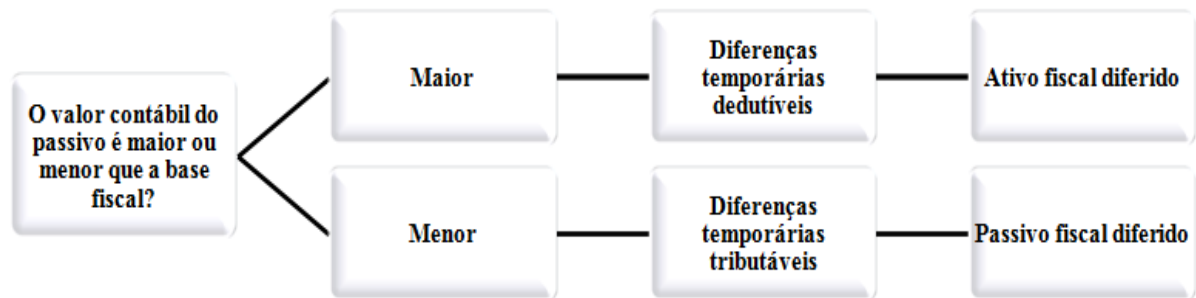 O valor contábil do
passivo é maior ou
menor que a base
fiscal?
Maior
Diferenças
temporárias
dedutíveis
Ativo fiscal diferido
Menor
Diferenças
temporárias
tributáveis
Passivo fiscal diferido